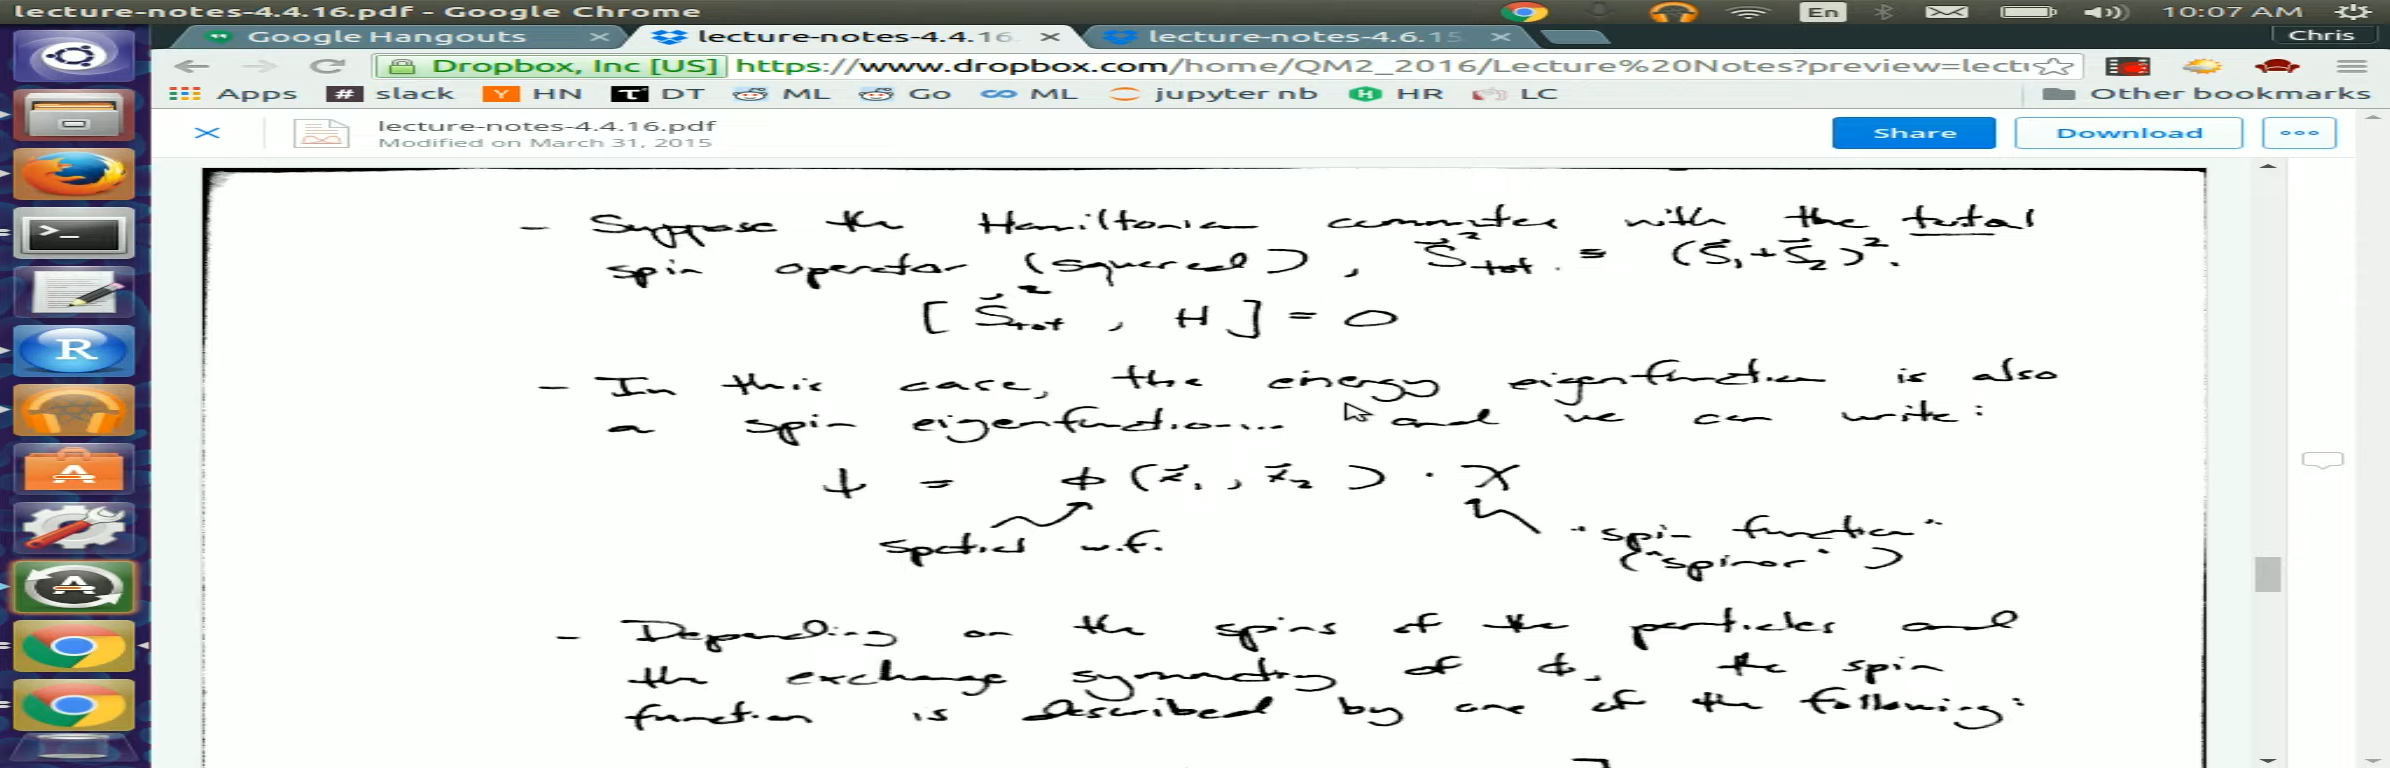 lecture-notes-4.4.16.pdf - Google Chrome
En
10:07 AM
Google Hangouts
lecture-notes-4.4.16.
lecture-notes-4.6.15
Chris
Dropbox, Inc [US] https://www.dropbox.com/home/QM2_2016/Lecture%20Notes?preview=lect
Apps # slack Y HN T DT ML Go ML jupyter nb H HR LC Other bookmarks
lecture-notes-4.4.16.pdf
Modified on March 31, 2015
Share
Download
- Suppose the Hamiltonian commutes with the total
spin operator (squared), S⃗²tot. = (S⃗₁+S⃗₂)².
[S⃗²tot, H] = 0
- In this case, the energy eigenfunction is also
a spin eigenfunction... and we can write:
ψ = ϕ(x⃗₁, x⃗₂) · χ
spatial w.f.
"spin function"
("spinor")
- Depending on the spins of the particles and
the exchange symmetry of ϕ, the spin
function is described by one of the following: